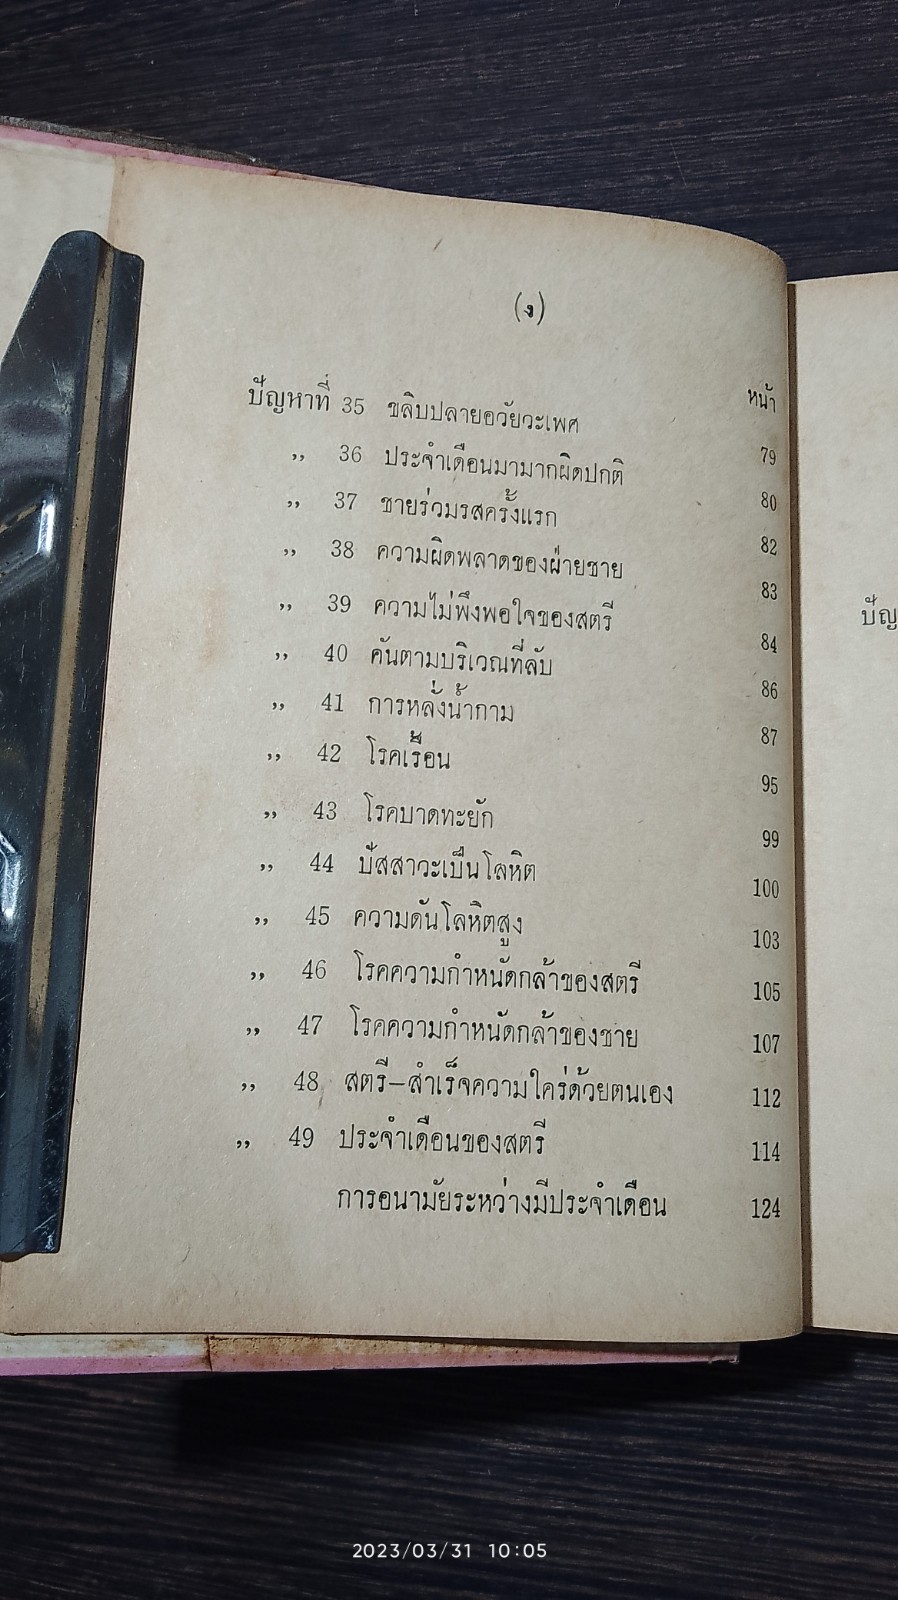 (ง)
หน้า
ปัญหาที่ 35 ขลิบปลายอวัยวะเพศ 79
,, 36 ประจำเดือนมามากผิดปกติ 80
,, 37 ชายร่วมรสครั้งแรก 82
,, 38 ความผิดพลาดของฝ่ายชาย 83
,, 39 ความไม่พึงพอใจของสตรี 84
,, 40 คันตามบริเวณที่ลับ 86
,, 41 การหลั่งน้ำกาม 87
,, 42 โรคเรื้อน 95
,, 43 โรคบาดทะยัก 99
,, 44 ปัสสาวะเป็นโลหิต 100
,, 45 ความดันโลหิตสูง 103
,, 46 โรคความกำหนัดกล้าของสตรี 105
,, 47 โรคความกำหนัดกล้าของชาย 107
,, 48 สตรี–สำเร็จความใคร่ด้วยตนเอง 112
,, 49 ประจำเดือนของสตรี 114
การอนามัยระหว่างมีประจำเดือน 124
ปัญ
2023/03/31 10:05